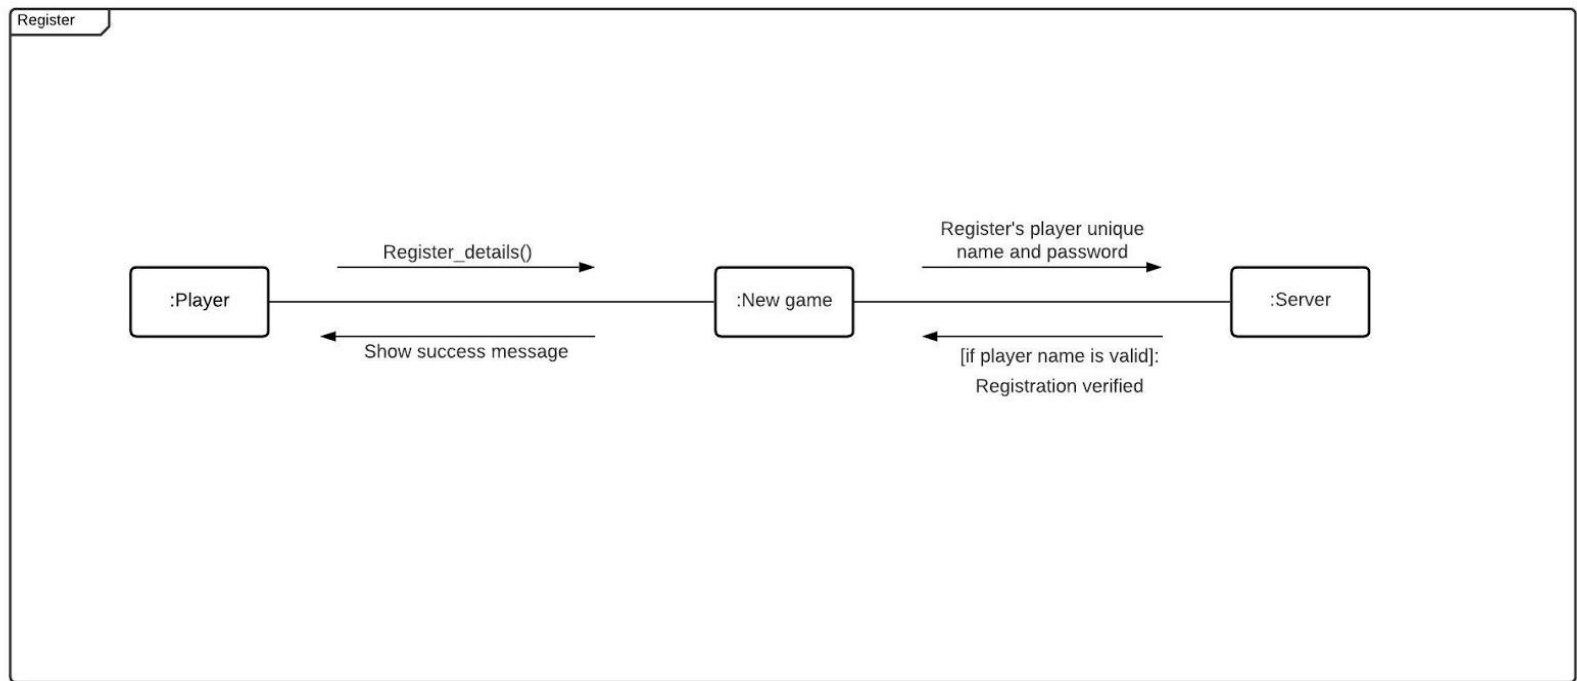 Register
Register_details()
Register's player unique
name and password
:Player
:New game
:Server
Show success message
[if player name is valid]:
Registration verified